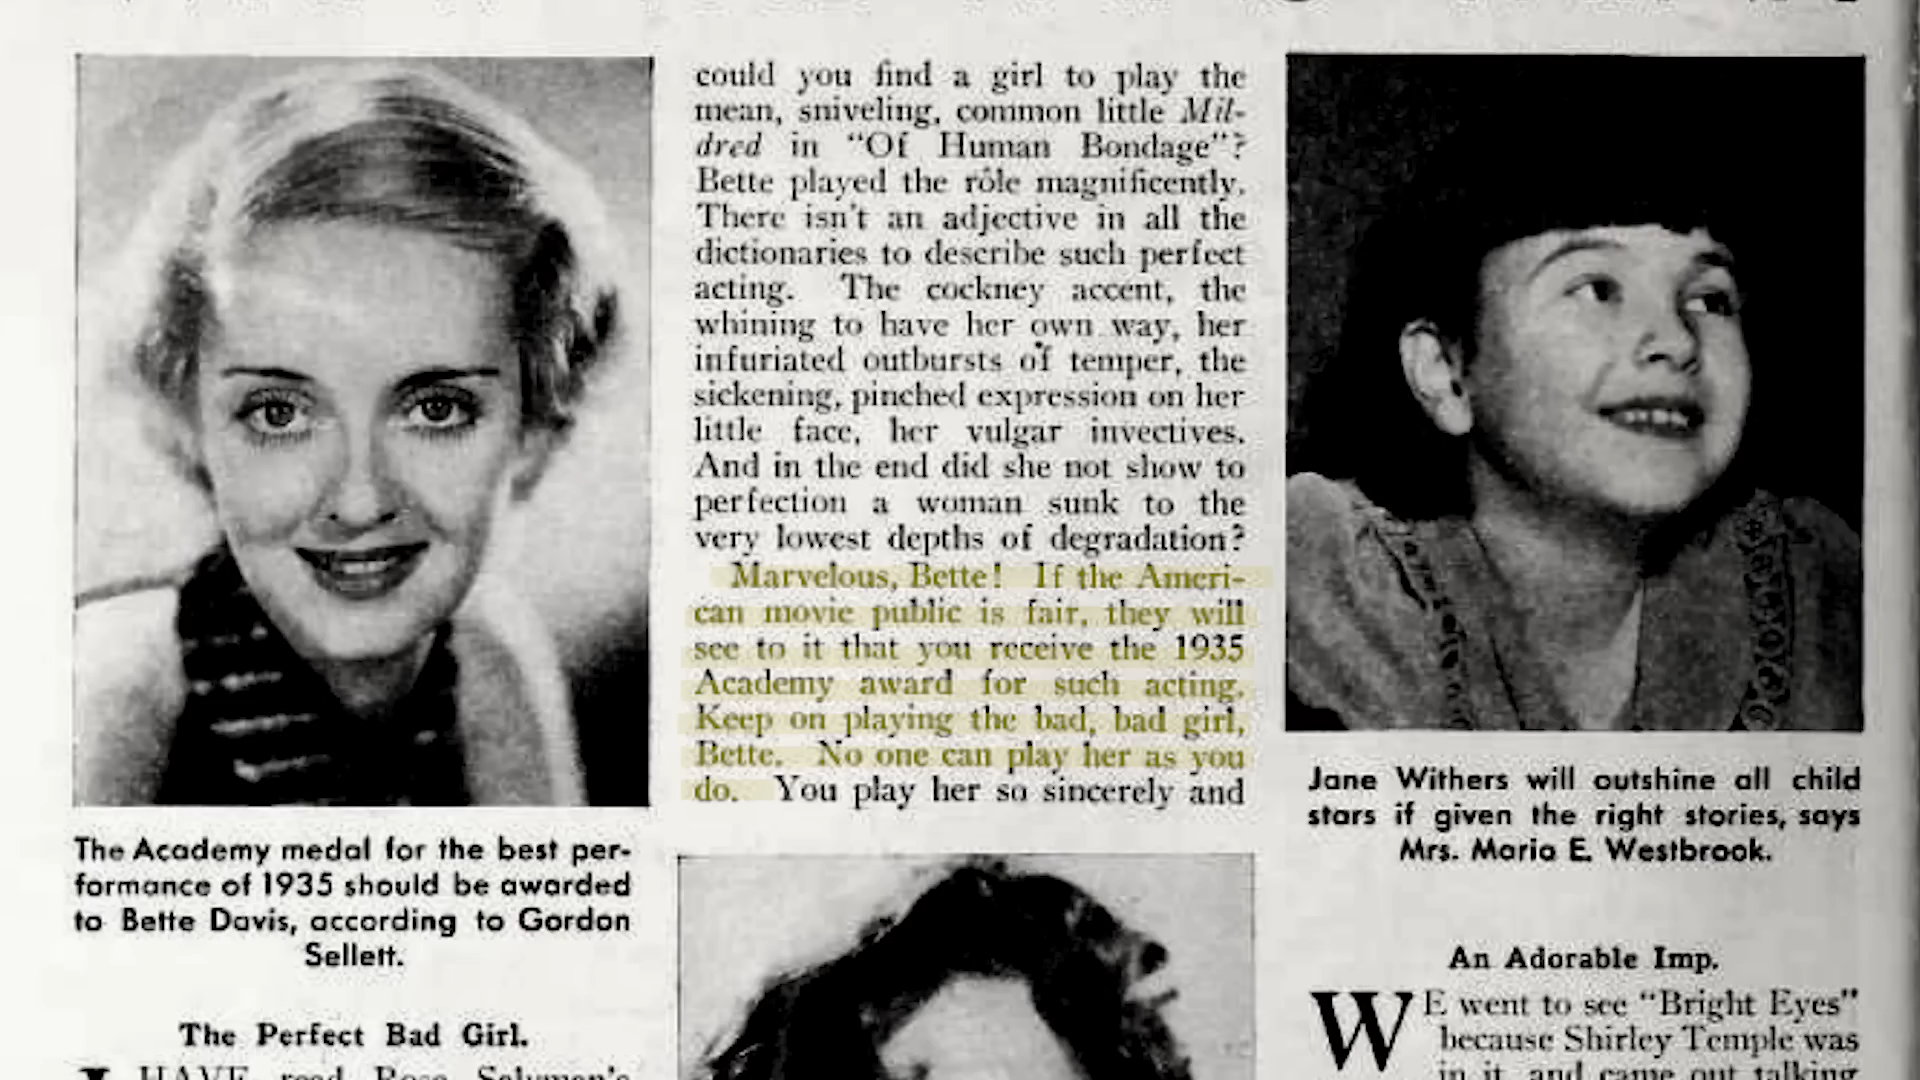 could you find a girl to play the
mean, sniveling, common little Mil-
dred in "Of Human Bondage"?
Bette played the rôle magnificently.
There isn't an adjective in all the
dictionaries to describe such perfect
acting. The cockney accent, the
whining to have her own way, her
infuriated outbursts of temper, the
sickening, pinched expression on her
little face, her vulgar invectives.
And in the end did she not show to
perfection a woman sunk to the
very lowest depths of degradation?
Marvelous, Bette! If the Ameri-
can movie public is fair, they will
see to it that you receive the 1935
Academy award for such acting.
Keep on playing the bad, bad girl,
Bette. No one can play her as you
do. You play her so sincerely and
The Academy medal for the best per-
formance of 1935 should be awarded
to Bette Davis, according to Gordon
Sellett.
The Perfect Bad Girl.
I HAVE read Rose
Jane Withers will outshine all child
stars if given the right stories, says
Mrs. Maria E. Westbrook.
An Adorable Imp.
WE went to see "Bright Eyes"
because Shirley Temple was
in it, and came out talking